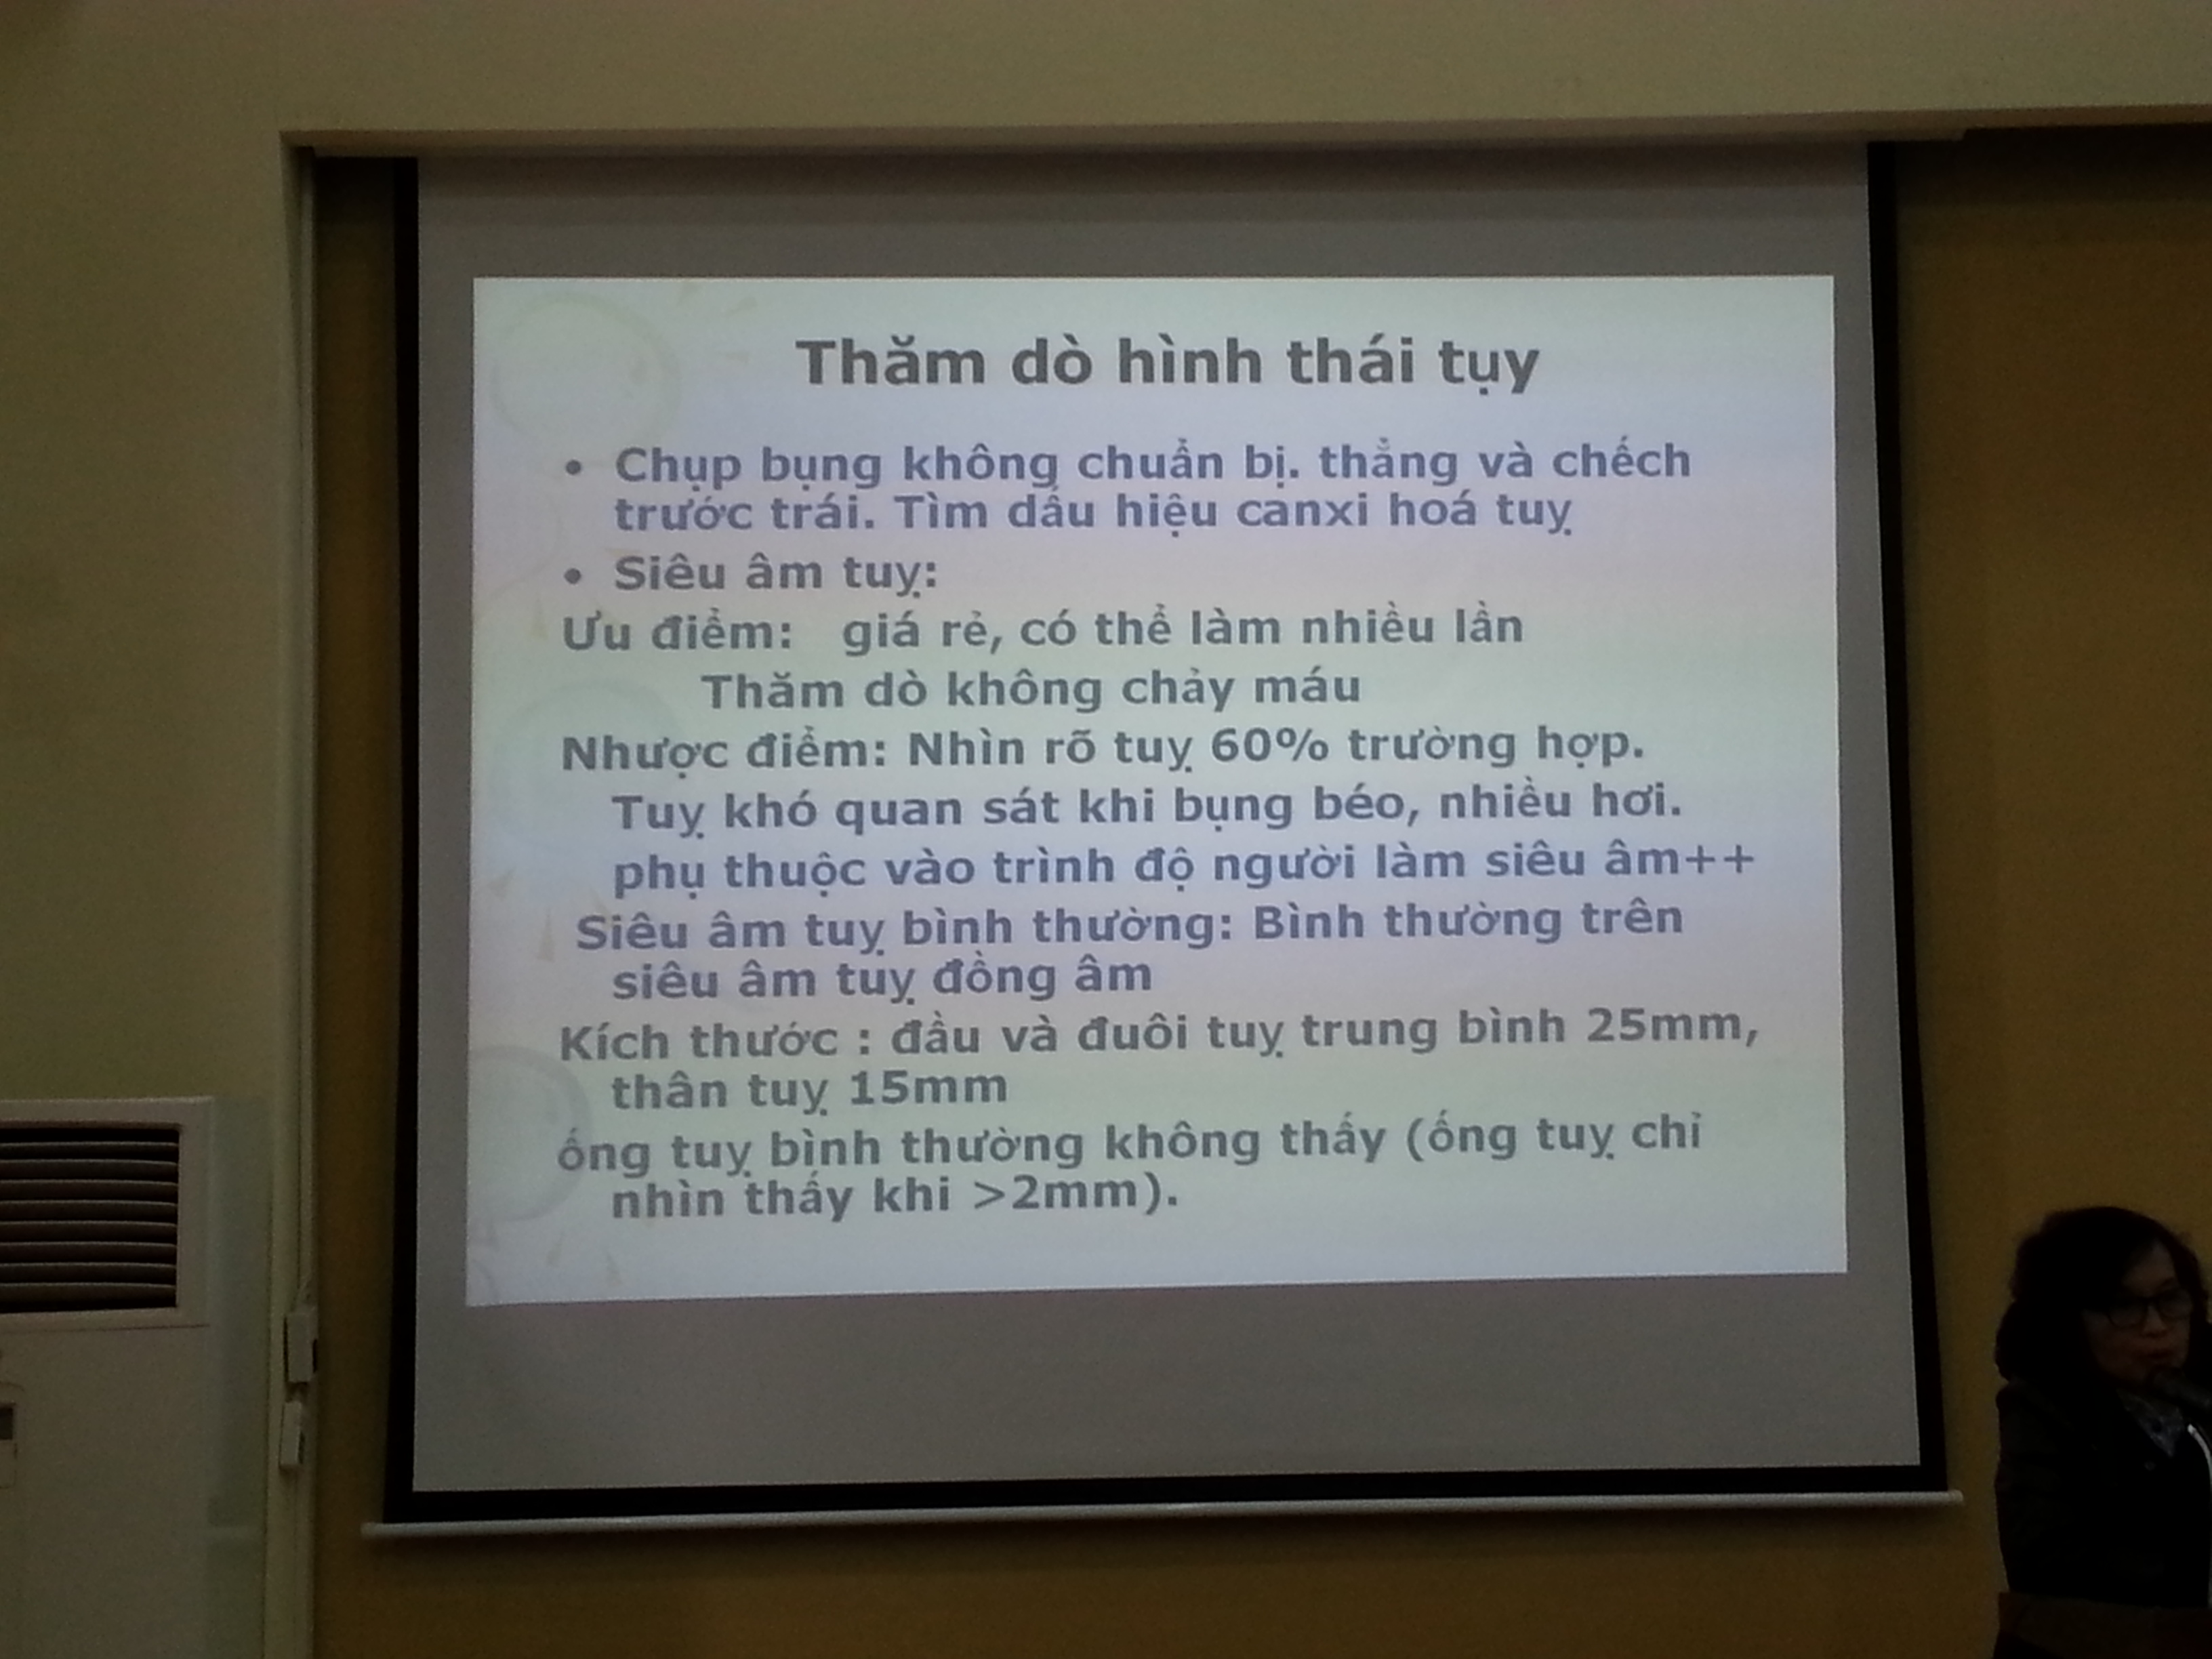 Thăm dò hình thái tụy
• Chụp bụng không chuẩn bị. thẳng và chếch
trước trái. Tìm dấu hiệu canxi hoá tuỵ
• Siêu âm tuỵ:
Ưu điểm: giá rẻ, có thể làm nhiều lần
Thăm dò không chảy máu
Nhược điểm: Nhìn rõ tuỵ 60% trường hợp.
Tuỵ khó quan sát khi bụng béo, nhiều hơi.
phụ thuộc vào trình độ người làm siêu âm++
Siêu âm tuỵ bình thường: Bình thường trên
siêu âm tuỵ đồng âm
Kích thước : đầu và đuôi tuỵ trung bình 25mm,
thân tuỵ 15mm
ống tuỵ bình thường không thấy (ống tuỵ chỉ
nhìn thấy khi >2mm).